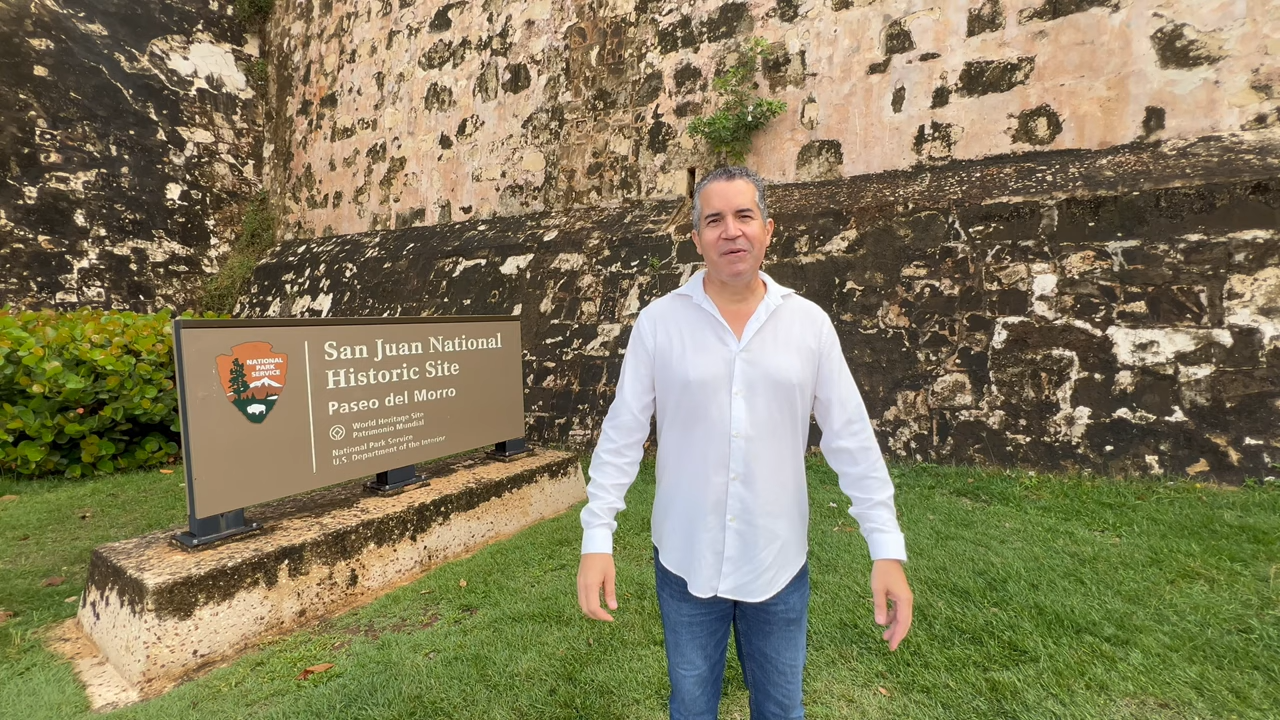 NATIONAL
PARK
SERVICE
San Juan National
Historic Site
Paseo del Morro
World Heritage Site
Patrimonio Mundial
National Park Service
U.S. Department of the Interior